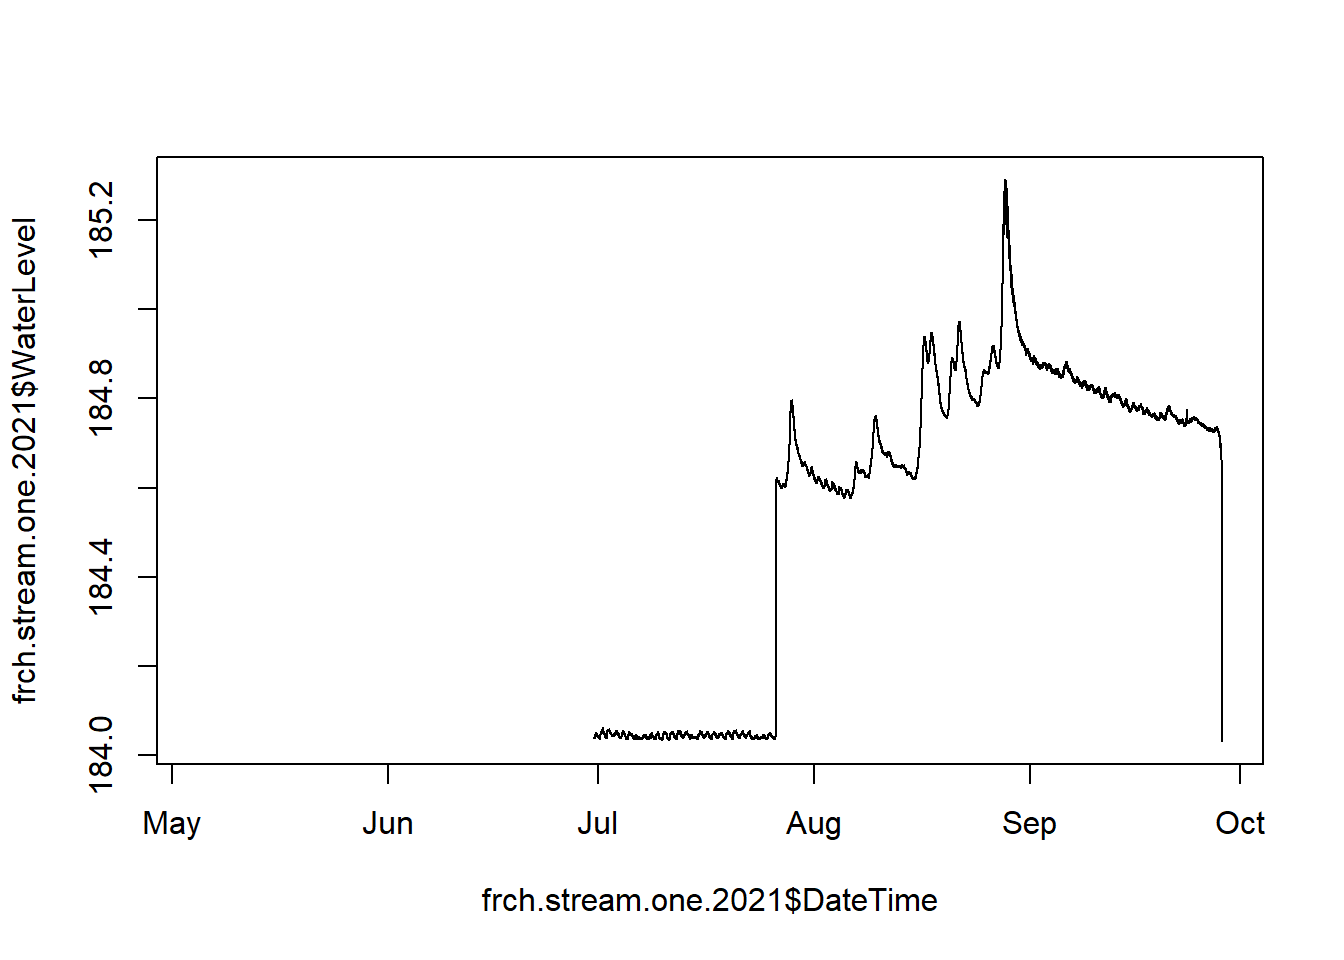 frch.stream.one.2021$WaterLevel
185.2
184.8
184.4
184.0
May Jun Jul Aug Sep Oct
frch.stream.one.2021$DateTime